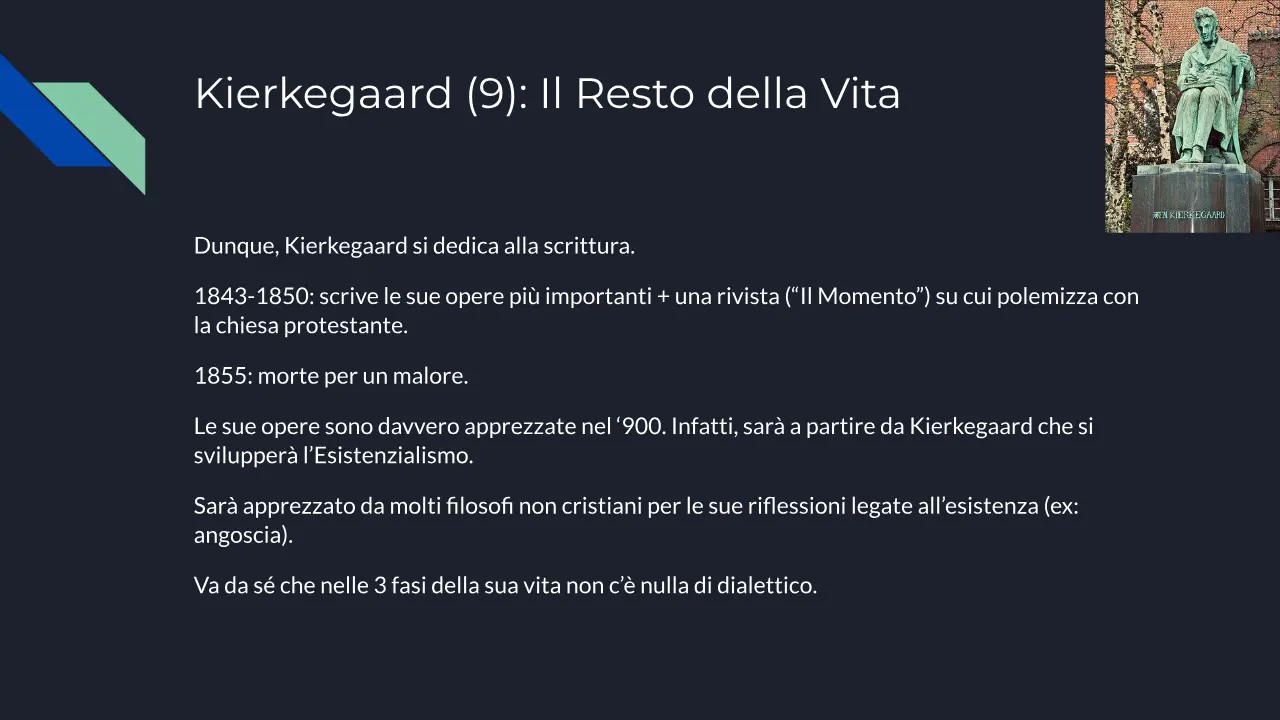 Kierkegaard (9): Il Resto della Vita
Dunque, Kierkegaard si dedica alla scrittura.
1843-1850: scrive le sue opere più importanti + una rivista (“Il Momento”) su cui polemizza con
la chiesa protestante.
1855: morte per un malore.
Le sue opere sono davvero apprezzate nel ‘900. Infatti, sarà a partire da Kierkegaard che si
svilupperà l’Esistenzialismo.
Sarà apprezzato da molti filosofi non cristiani per le sue riflessioni legate all’esistenza (ex:
angoscia).
Va da sé che nelle 3 fasi della sua vita non c’è nulla di dialettico.
KIERKEGAARD